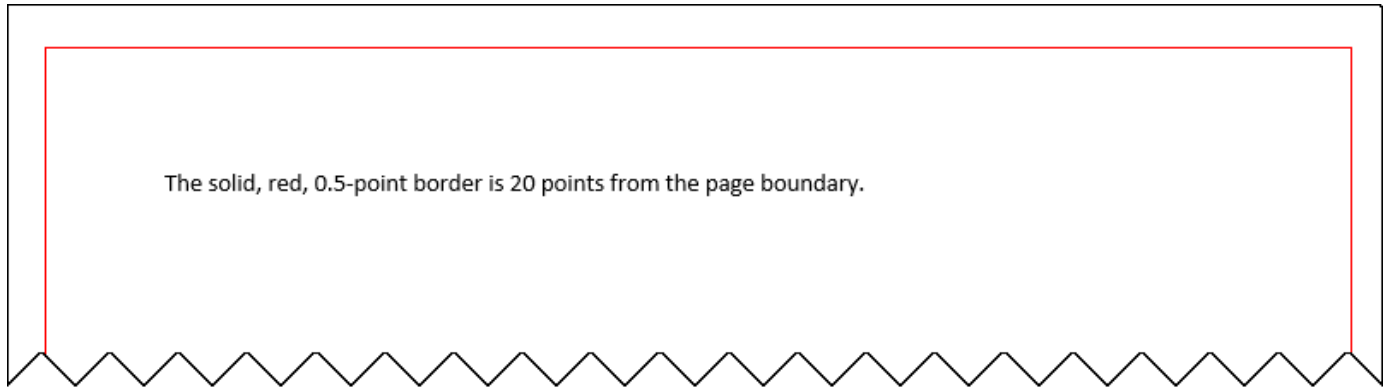 The solid, red, 0.5-point border is 20 points from the page boundary.